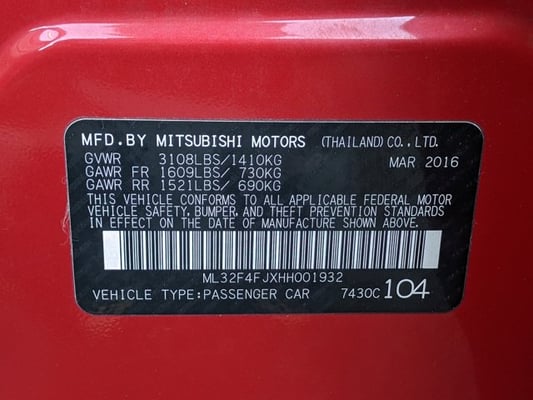 MFD.BY MITSUBISHI MOTORS (THAILAND) CO., LTD.
GVWR 3108LBS/1410KG MAR 2016
GAWR FR 1609LBS/ 730KG
GAWR RR 1521LBS/ 690KG
THIS VEHICLE CONFORMS TO ALL APPLICABLE FEDERAL MOTOR
VEHICLE SAFETY, BUMPER, AND THEFT PREVENTION STANDARDS
IN EFFECT ON THE DATE OF MANUFACTURE SHOWN ABOVE.
ML32F4FJXHH001932
VEHICLE TYPE:PASSENGER CAR 7430C 104